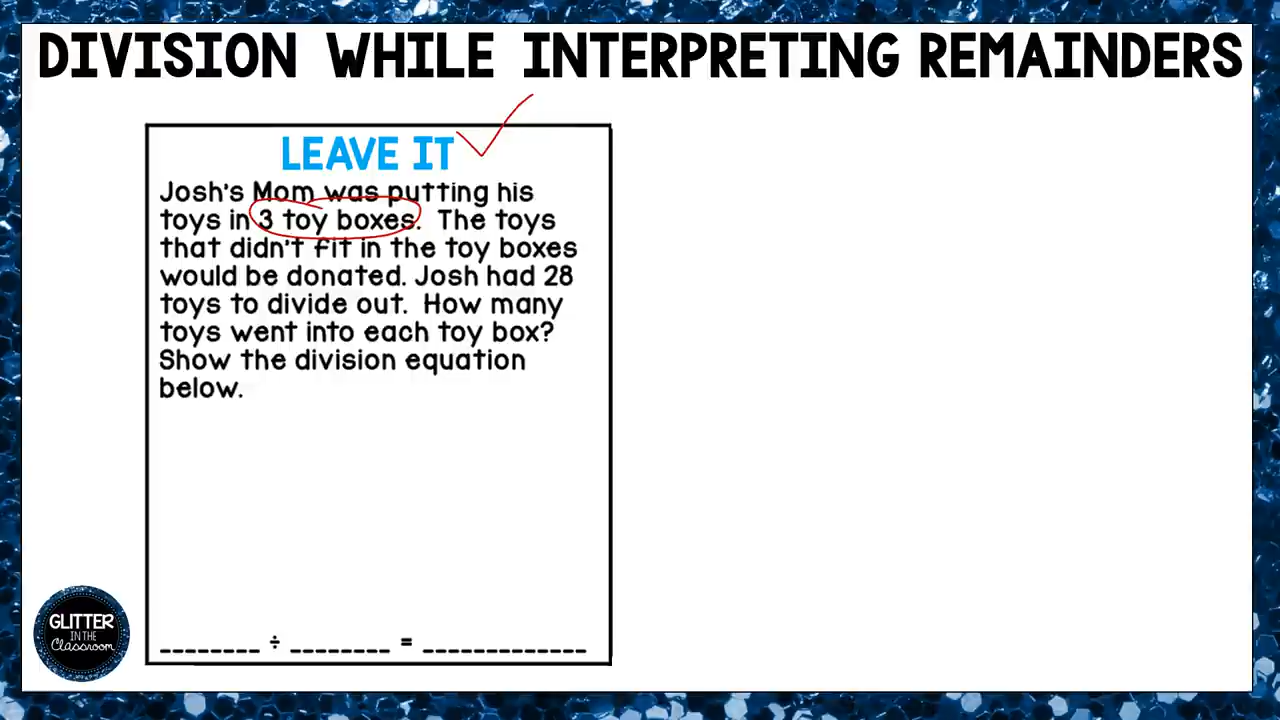 DIVISION WHILE INTERPRETING REMAINDERS
LEAVE IT
Josh's Mom was putting his
toys in 3 toy boxes. The toys
that didn't fit in the toy boxes
would be donated. Josh had 28
toys to divide out. How many
toys went into each toy box?
Show the division equation
below.
________ ÷ ________ = _____________
GLITTER
IN THE
Classroom